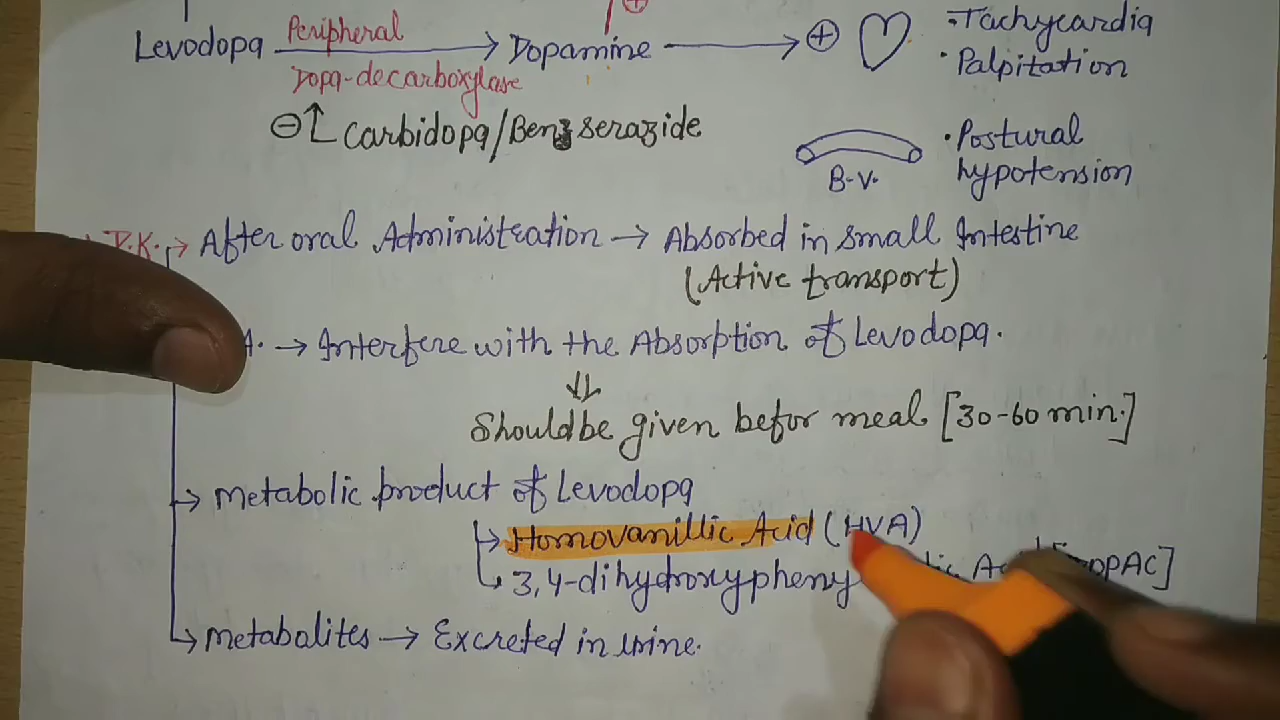 Levodopa Peripheral Dopa-decarboxylase → Dopamine → ⊕ • Tachycardia
• Palpitation
⊖ Carbidopa/Benzserazide
B.V. • Postural
hypotension
P.K. → After oral Administration → Absorbed in small Intestine
(Active transport)
A. → Interfere with the Absorption of Levodopa.
Should be given befor meal [30-60 min.]
→ Metabolic product of Levodopa
→ Homovanillic Acid (HVA)
→ 3,4-dihydroxypheny
→ metabolites → Excreted in urine.